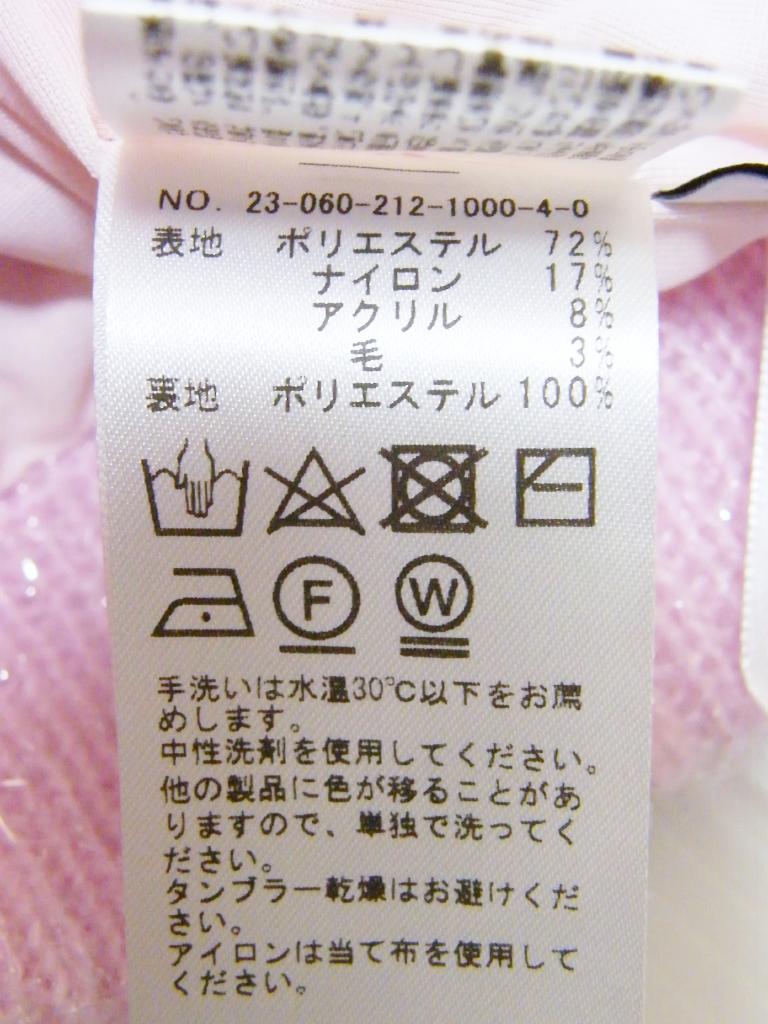 NO. 23-060-212-1000-4-0
表地 ポリエステル 72%
ナイロン 17%
アクリル 8%
毛 3%
裏地 ポリエステル 100%
F W
手洗いは水温30℃以下をお薦
めします。
中性洗剤を使用してください。
他の製品に色が移ることがあ
りますので、単独で洗ってく
ださい。
タンブラー乾燥はお避けくだ
さい。
アイロンは当て布を使用して
ください。